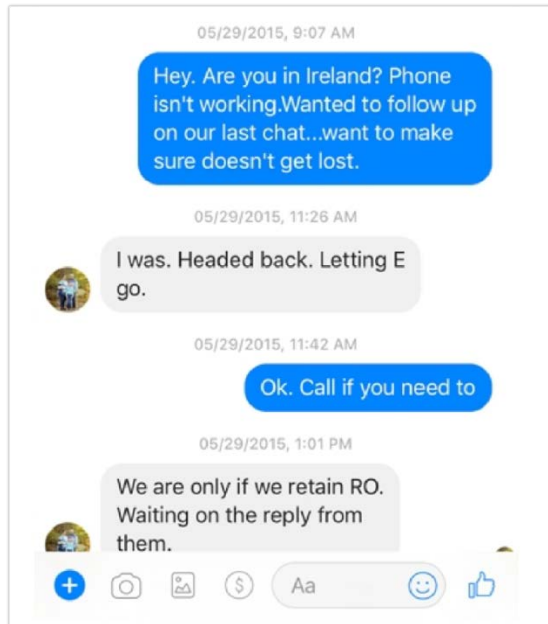 05/29/2015, 9:07 AM
Hey. Are you in Ireland? Phone
isn't working.Wanted to follow up
on our last chat...want to make
sure doesn't get lost.
05/29/2015, 11:26 AM
I was. Headed back. Letting E
go.
05/29/2015, 11:42 AM
Ok. Call if you need to
05/29/2015, 1:01 PM
We are only if we retain RO.
Waiting on the reply from
them.
Aa